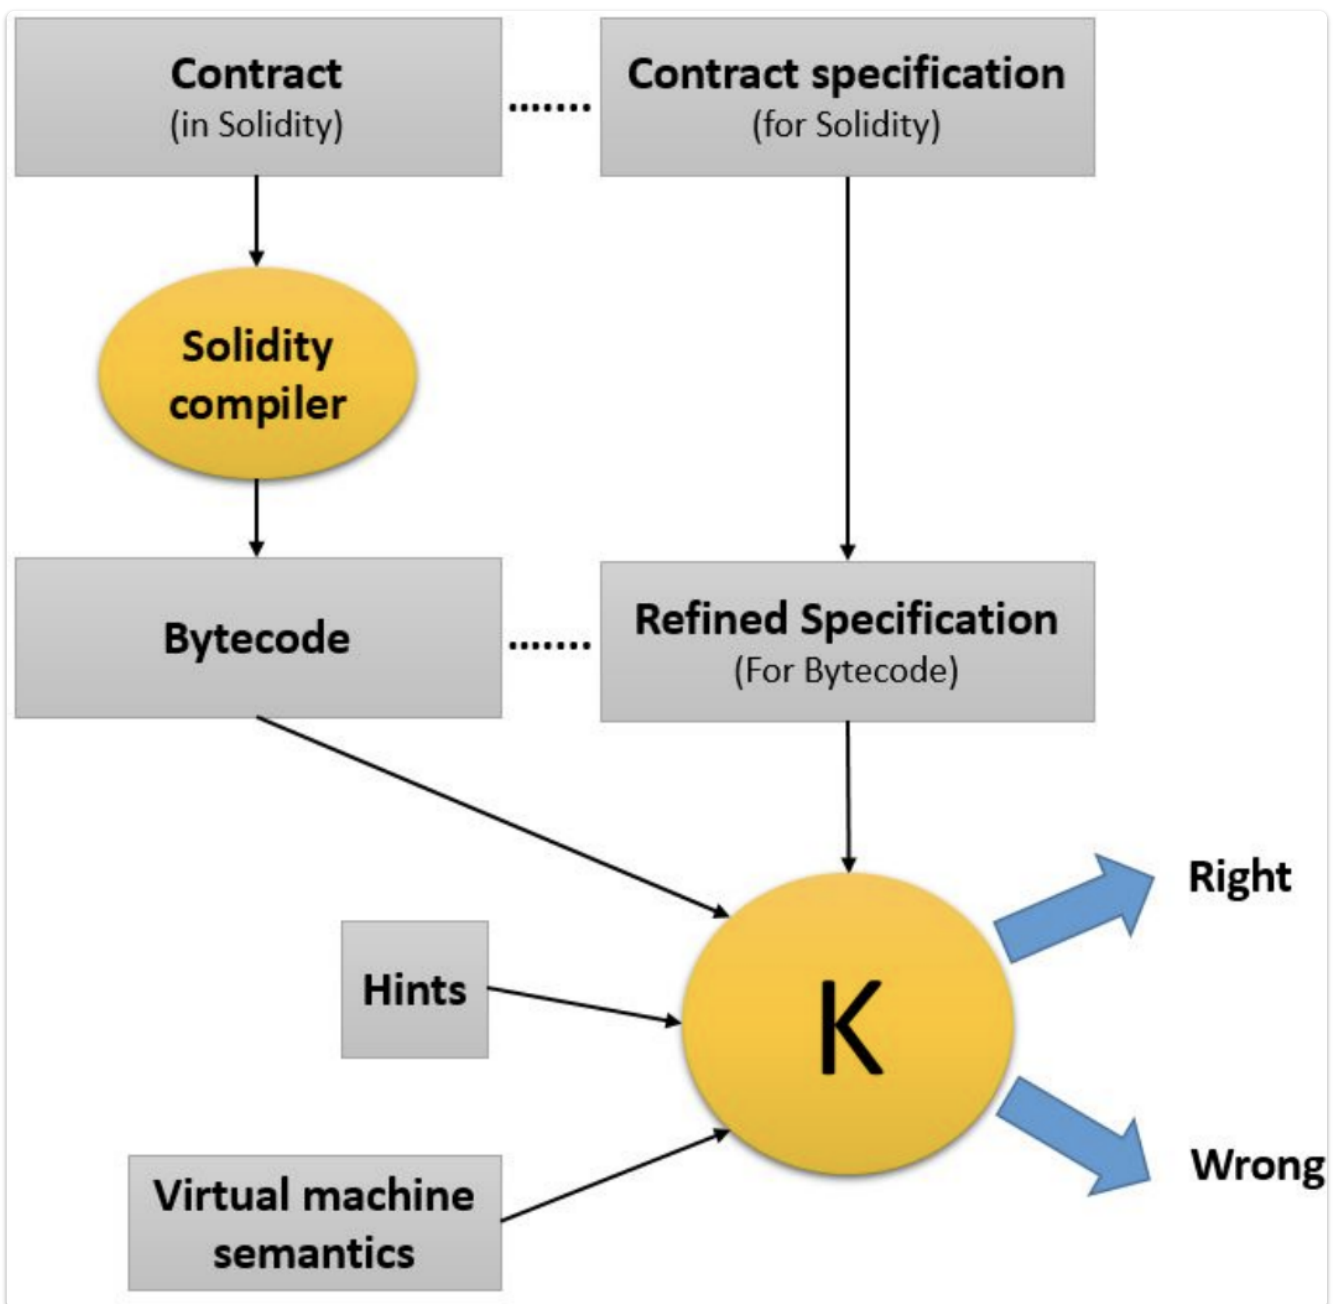 Contract
(in Solidity)
Contract specification
(for Solidity)
Solidity
compiler
Bytecode
Refined Specification
(For Bytecode)
Hints
K
Right
Wrong
Virtual machine
semantics